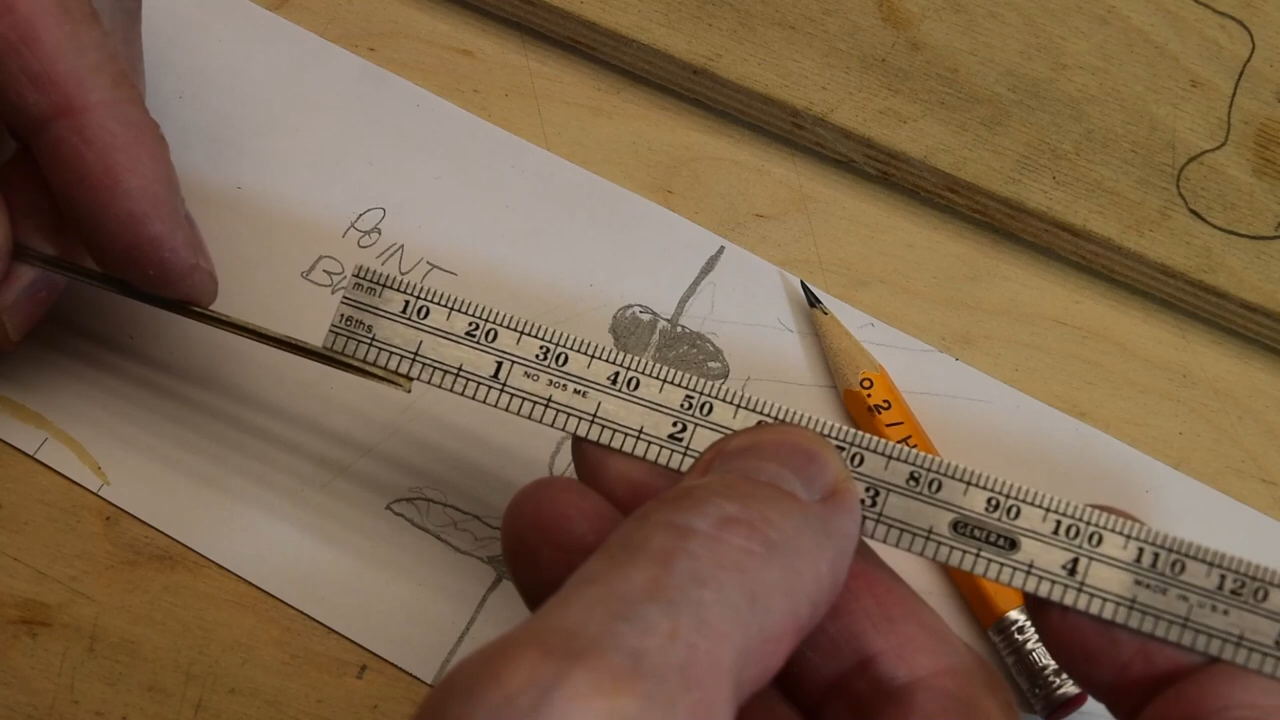 POINT
mm 10 20 30 40 50 70 80 90 100 110 120
16ths 1 NO 305 ME 2 3 GENERAL 4 MADE IN U.S.A.
o.2 / H